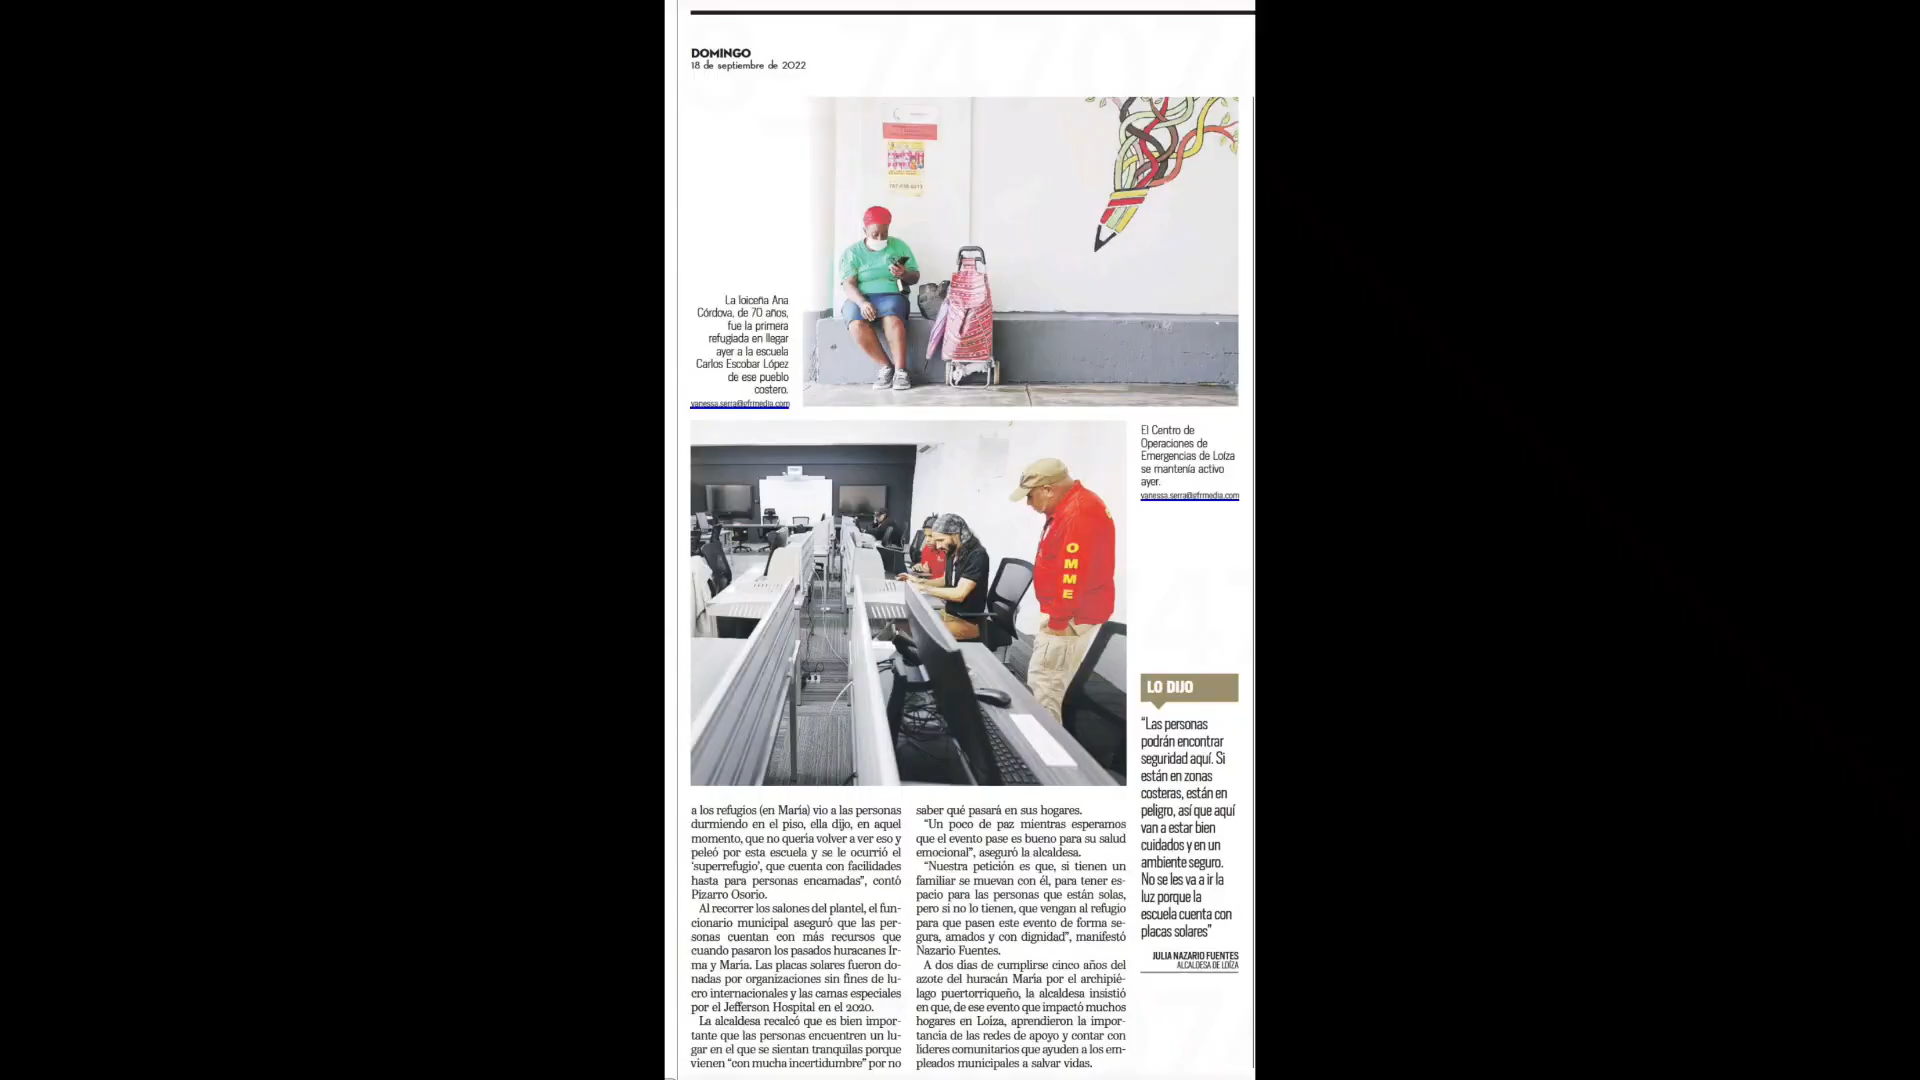 DOMINGO
18 de septiembre de 2022
787-876-0213
La loiceña Ana
Córdova, de 70 años,
fue la primera
refugiada en llegar
ayer a la escuela
Carlos Escobar López
de ese pueblo
costero.
vanessa.serra@gfrmedia.com
El Centro de
Operaciones de
Emergencias de Loíza
se mantenía activo
ayer.
vanessa.serra@gfrmedia.com
OMME
LO DIJO
“Las personas
podrán encontrar
seguridad aquí. Si
están en zonas
costeras, están en
peligro, así que aquí
van a estar bien
cuidados y en un
ambiente seguro.
No se les va a ir la
luz porque la
escuela cuenta con
placas solares”
JULIA NAZARIO FUENTES
ALCALDESA DE LOÍZA
a los refugios (en María) vio a las personas
durmiendo en el piso, ella dijo, en aquel
momento, que no quería volver a ver eso y
peleó por esta escuela y se le ocurrió el
‘superrefugio’, que cuenta con facilidades
hasta para personas encamadas”, contó
Pizarro Osorio.
Al recorrer los salones del plantel, el fun-
cionario municipal aseguró que las per-
sonas cuentan con más recursos que
cuando pasaron los pasados huracanes Ir-
ma y María. Las placas solares fueron do-
nadas por organizaciones sin fines de lu-
cro internacionales y las camas especiales
por el Jefferson Hospital en el 2020.
La alcaldesa recalcó que es bien impor-
tante que las personas encuentren un lu-
gar en el que se sientan tranquilas porque
vienen “con mucha incertidumbre” por no
saber qué pasará en sus hogares.
“Un poco de paz mientras esperamos
que el evento pase es bueno para su salud
emocional”, aseguró la alcaldesa.
“Nuestra petición es que, si tienen un
familiar se muevan con él, para tener es-
pacio para las personas que están solas,
pero si no lo tienen, que vengan al refugio
para que pasen este evento de forma se-
gura, amados y con dignidad”, manifestó
Nazario Fuentes.
A dos días de cumplirse cinco años del
azote del huracán María por el archipié-
lago puertorriqueño, la alcaldesa insistió
en que, de ese evento que impactó muchos
hogares en Loíza, aprendieron la impor-
tancia de las redes de apoyo y contar con
líderes comunitarios que ayuden a los em-
pleados municipales a salvar vidas.